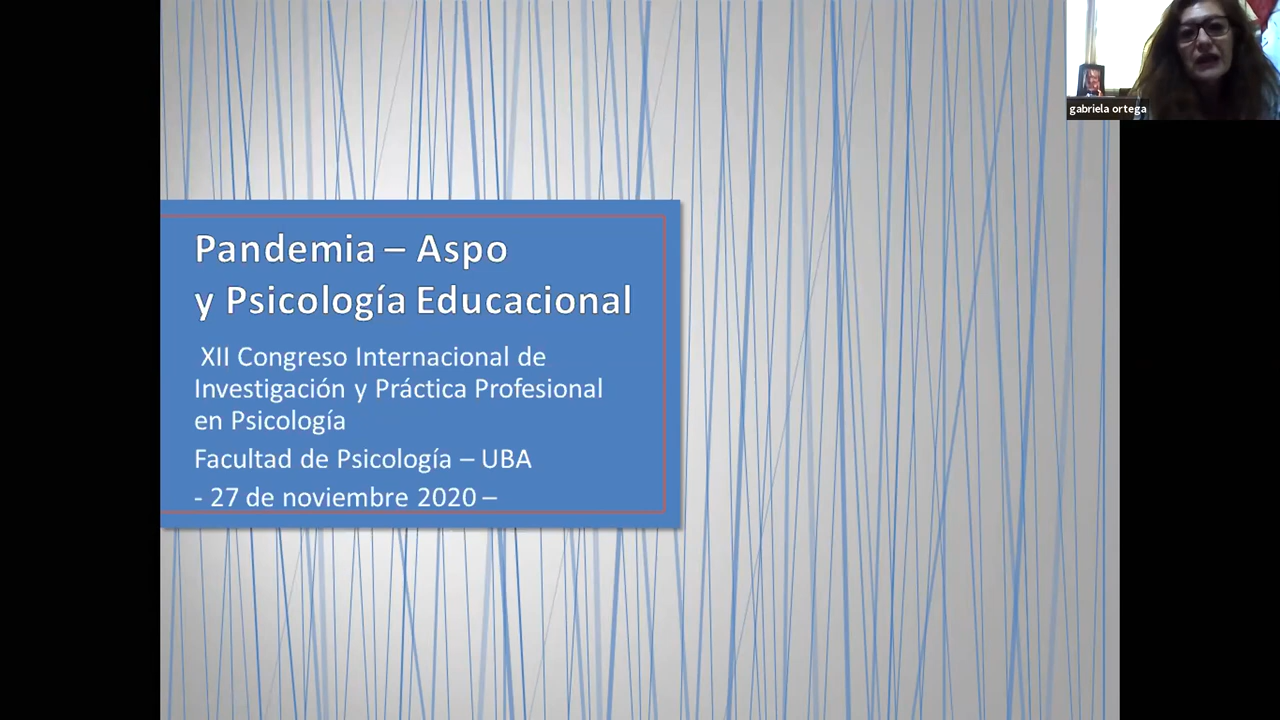 gabriela ortega
Pandemia – Aspo
y Psicología Educacional
XII Congreso Internacional de
Investigación y Práctica Profesional
en Psicología
Facultad de Psicología – UBA
- 27 de noviembre 2020 –